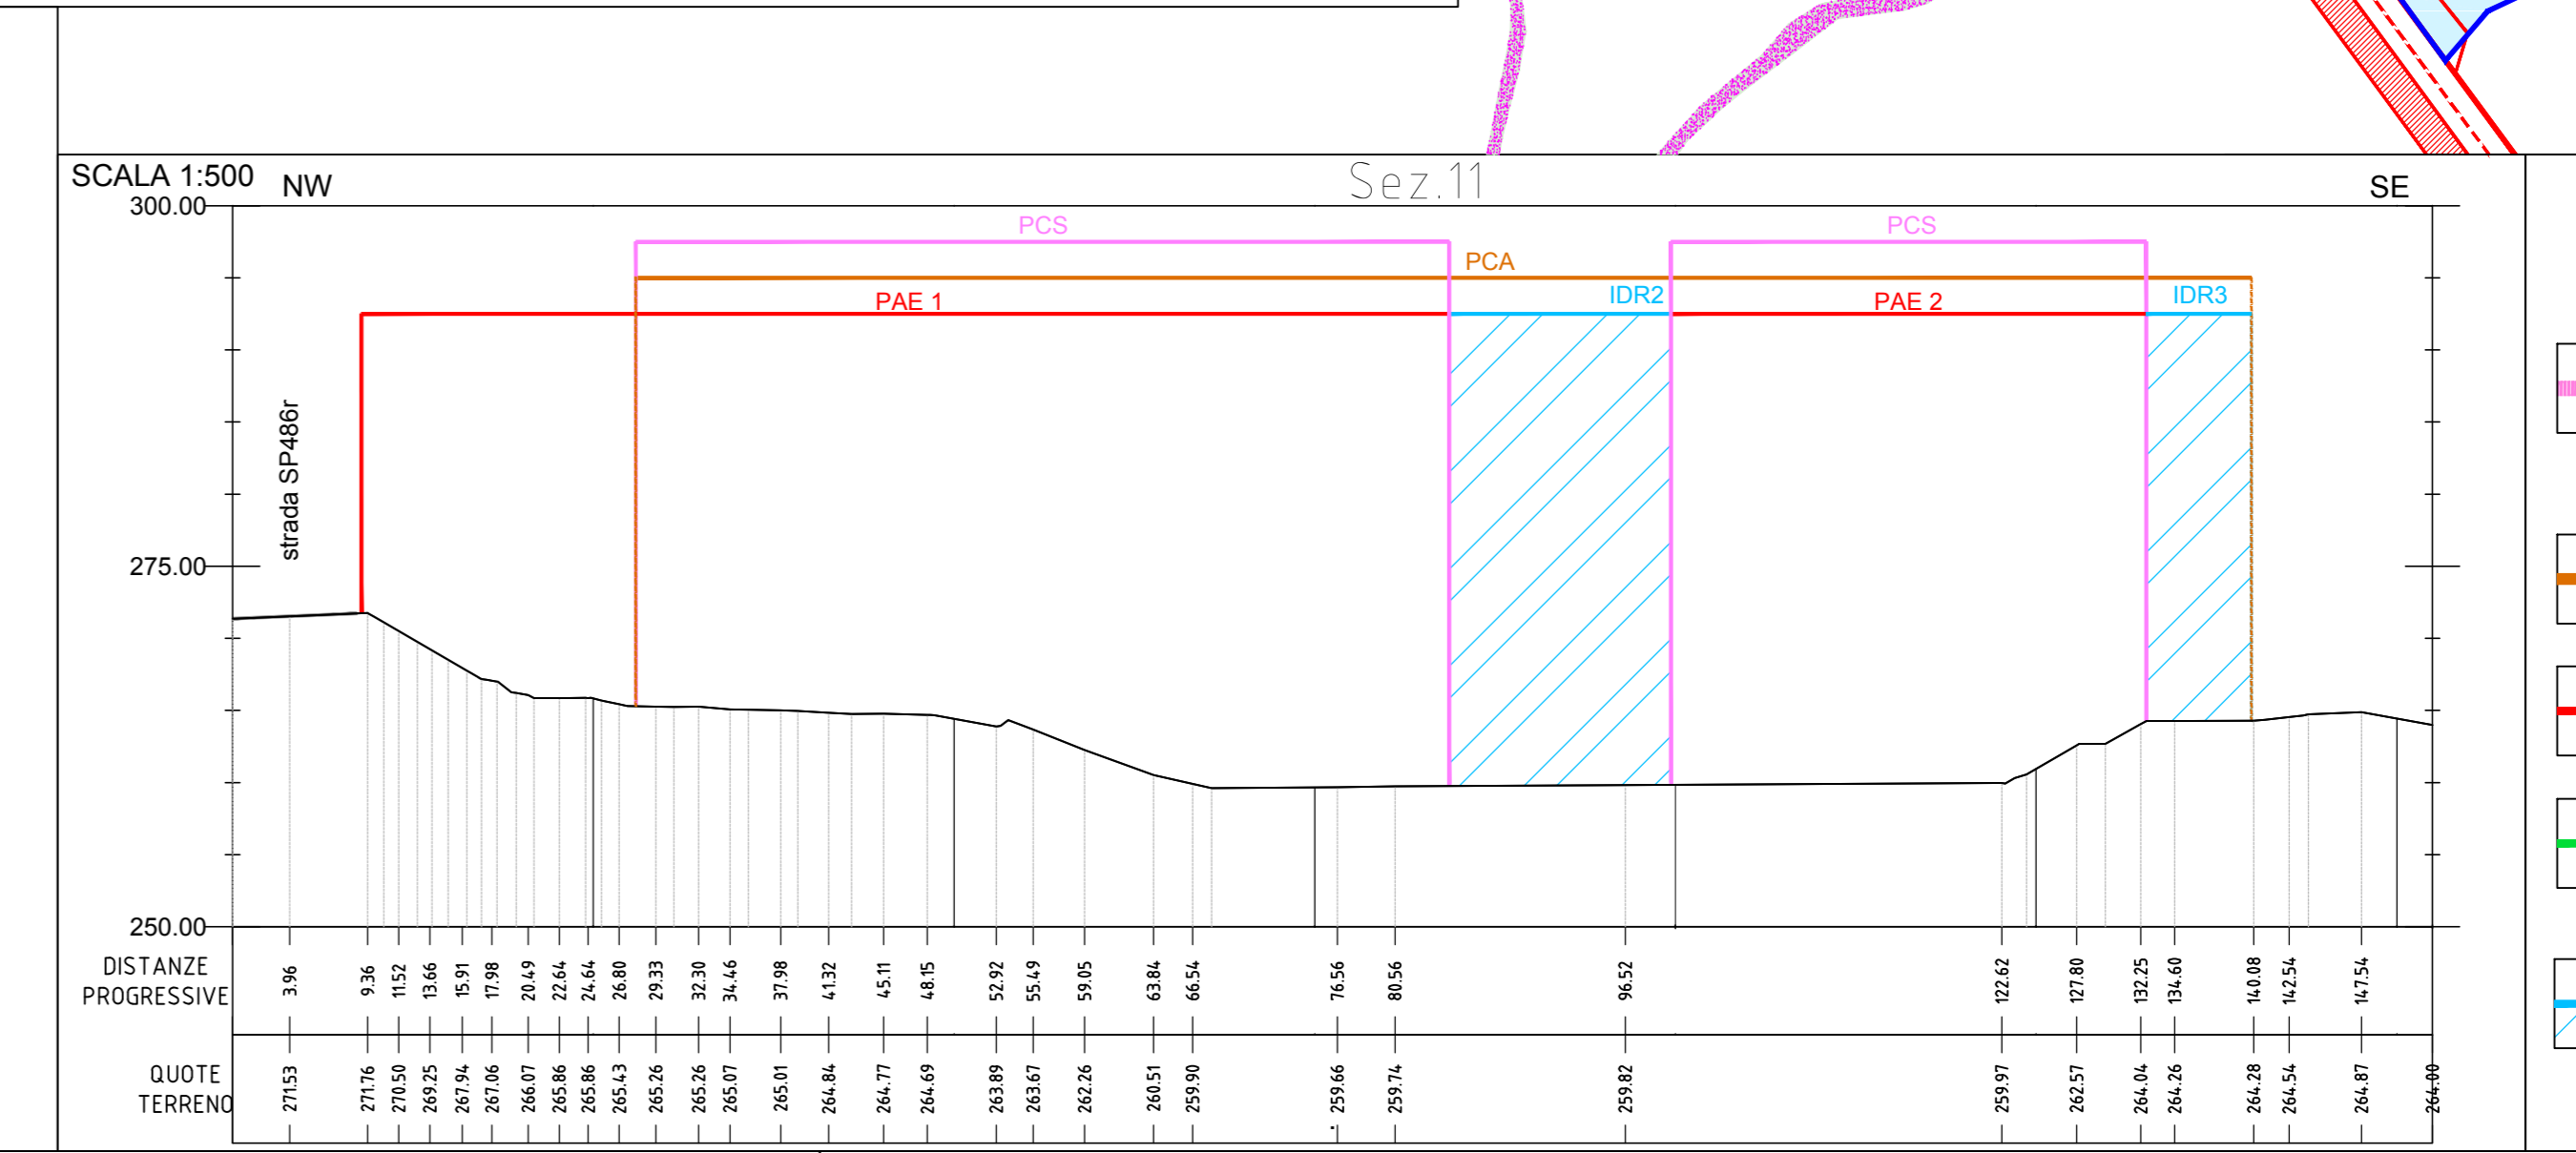 SCALA 1:500
NW
Sez.11
SE
300.00
PCS
PCS
PCA
PAE 1
IDR2
PAE 2
IDR3
strada SP486r
275.00
250.00
DISTANZE
PROGRESSIVE
3.96 9.36 11.52 13.66 15.91 17.98 20.49 22.64 24.64 26.80 29.33 32.30 34.46 37.98 41.32 45.11 48.15 52.92 55.49 59.05 63.84 66.54 76.56 80.56 96.52 122.62 127.80 132.25 134.60 140.08 142.54 147.54
QUOTE
TERRENO
271.53 271.76 270.50 269.25 267.94 267.06 266.07 265.86 265.86 265.43 265.26 265.26 265.07 265.01 264.84 264.77 264.69 263.89 263.67 262.26 260.51 259.90 259.66 259.74 259.82 259.97 262.57 264.04 264.26 264.28 264.54 264.87 264.00